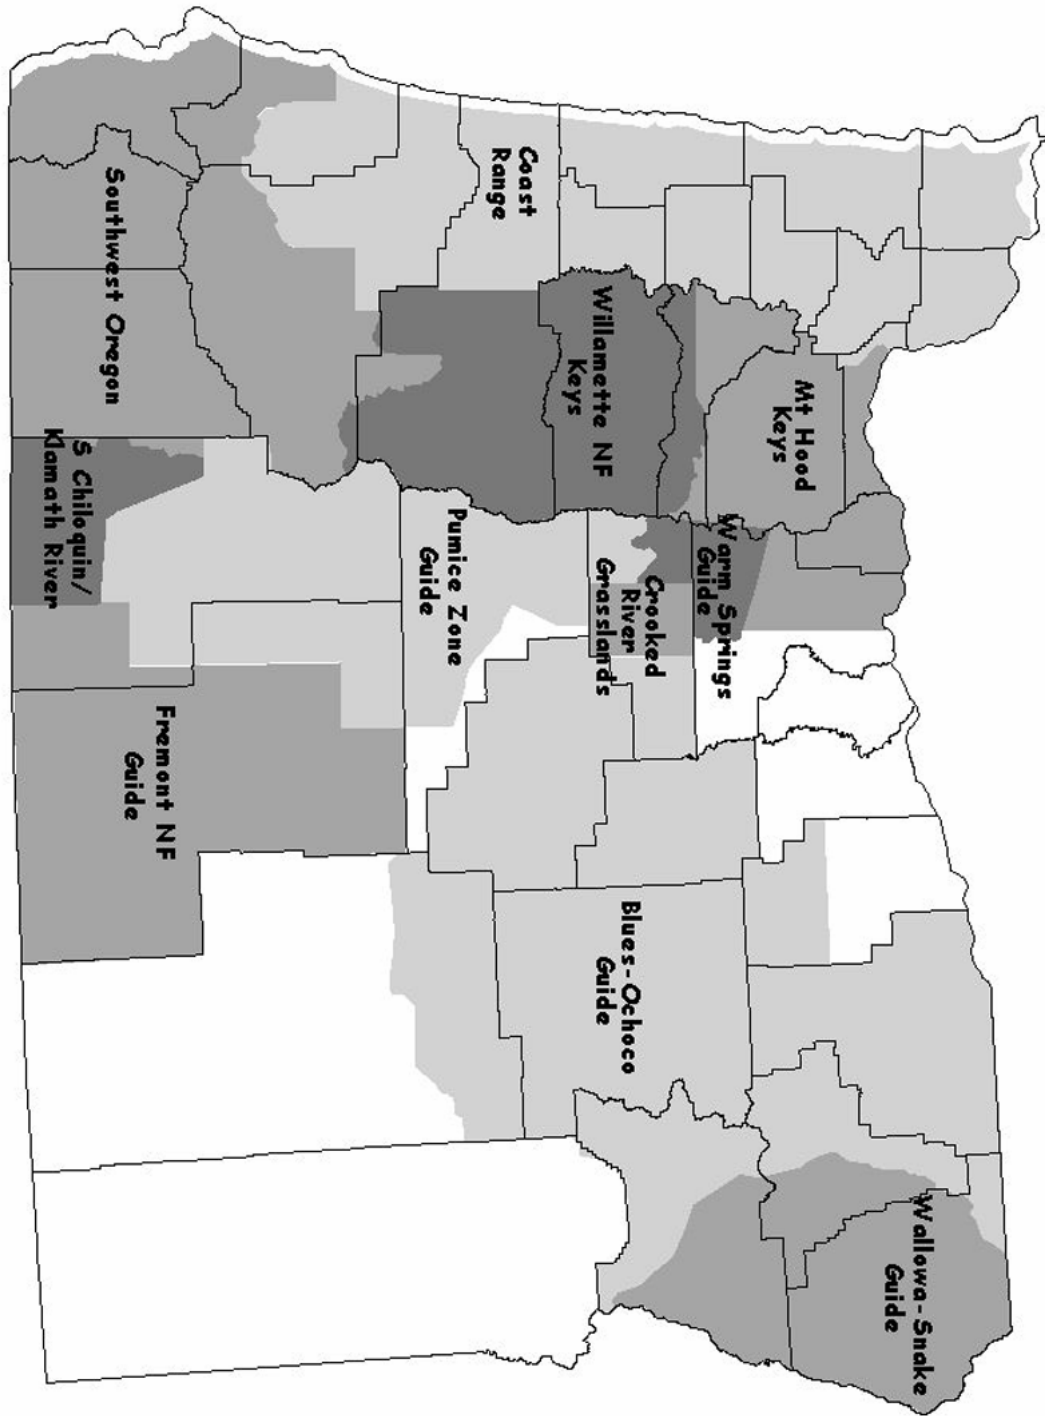 Coast
Range
Mt Hood
Keys
Willamette NF
Keys
Southwest Oregon
Warm Springs
Guide
Crooked
River
Grasslands
Pumice Zone
Guide
S Chiloquin/
Klamath River
Fremont NF
Guide
Blues-Ochoco
Guide
Wallowa-Snake
Guide